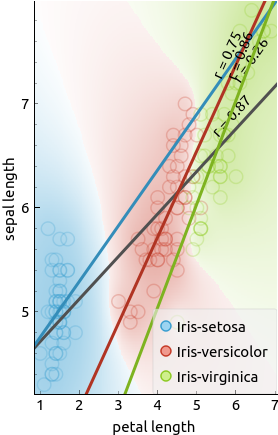 r = 0.75
r = 0.86
r = 0.26
r = 0.87
7
6
5
sepal length
1
2
3
4
5
6
7
petal length
Iris-setosa
Iris-versicolor
Iris-virginica